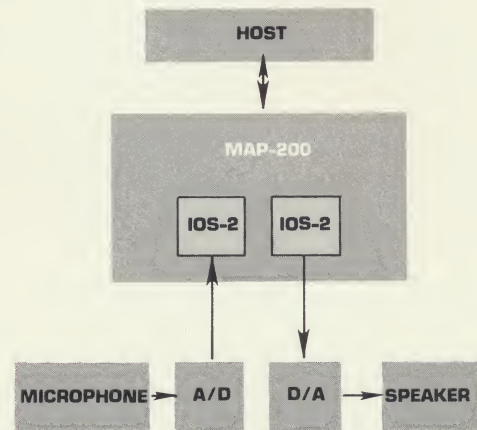 HOST
MAP-200
IOS-2 IOS-2
MICROPHONE A/D D/A SPEAKER